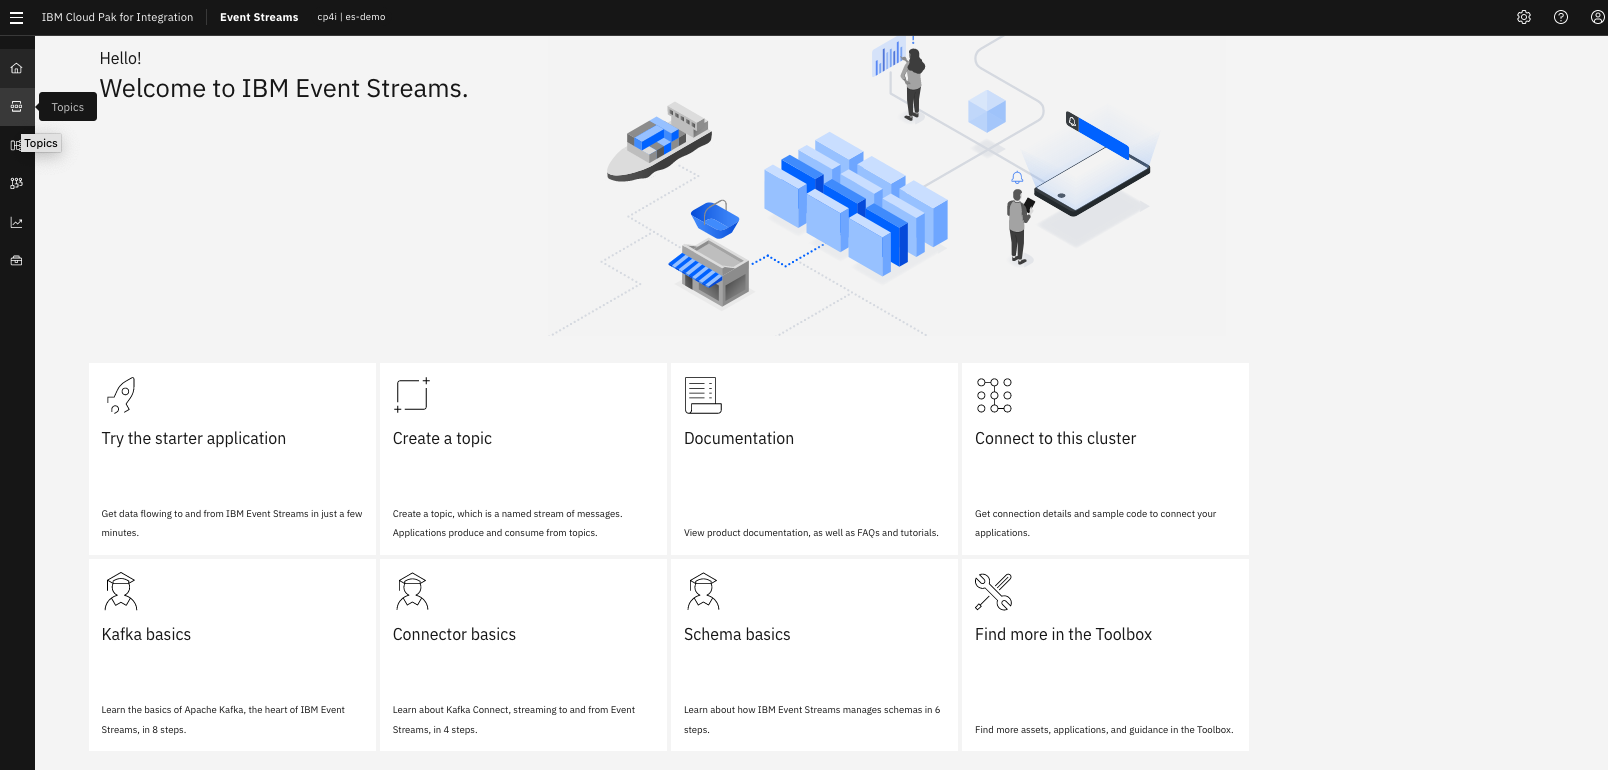 IBM Cloud Pak for Integration
Event Streams
cp4i | es-demo
Hello!
Welcome to IBM Event Streams.
Topics
Topics
Try the starter application
Get data flowing to and from IBM Event Streams in just a few
minutes.
Create a topic
Create a topic, which is a named stream of messages.
Applications produce and consume from topics.
Documentation
View product documentation, as well as FAQs and tutorials.
Connect to this cluster
Get connection details and sample code to connect your
applications.
Kafka basics
Learn the basics of Apache Kafka, the heart of IBM Event
Streams, in 8 steps.
Connector basics
Learn about Kafka Connect, streaming to and from Event
Streams, in 4 steps.
Schema basics
Learn about how IBM Event Streams manages schemas in 6
steps.
Find more in the Toolbox
Find more assets, applications, and guidance in the Toolbox.